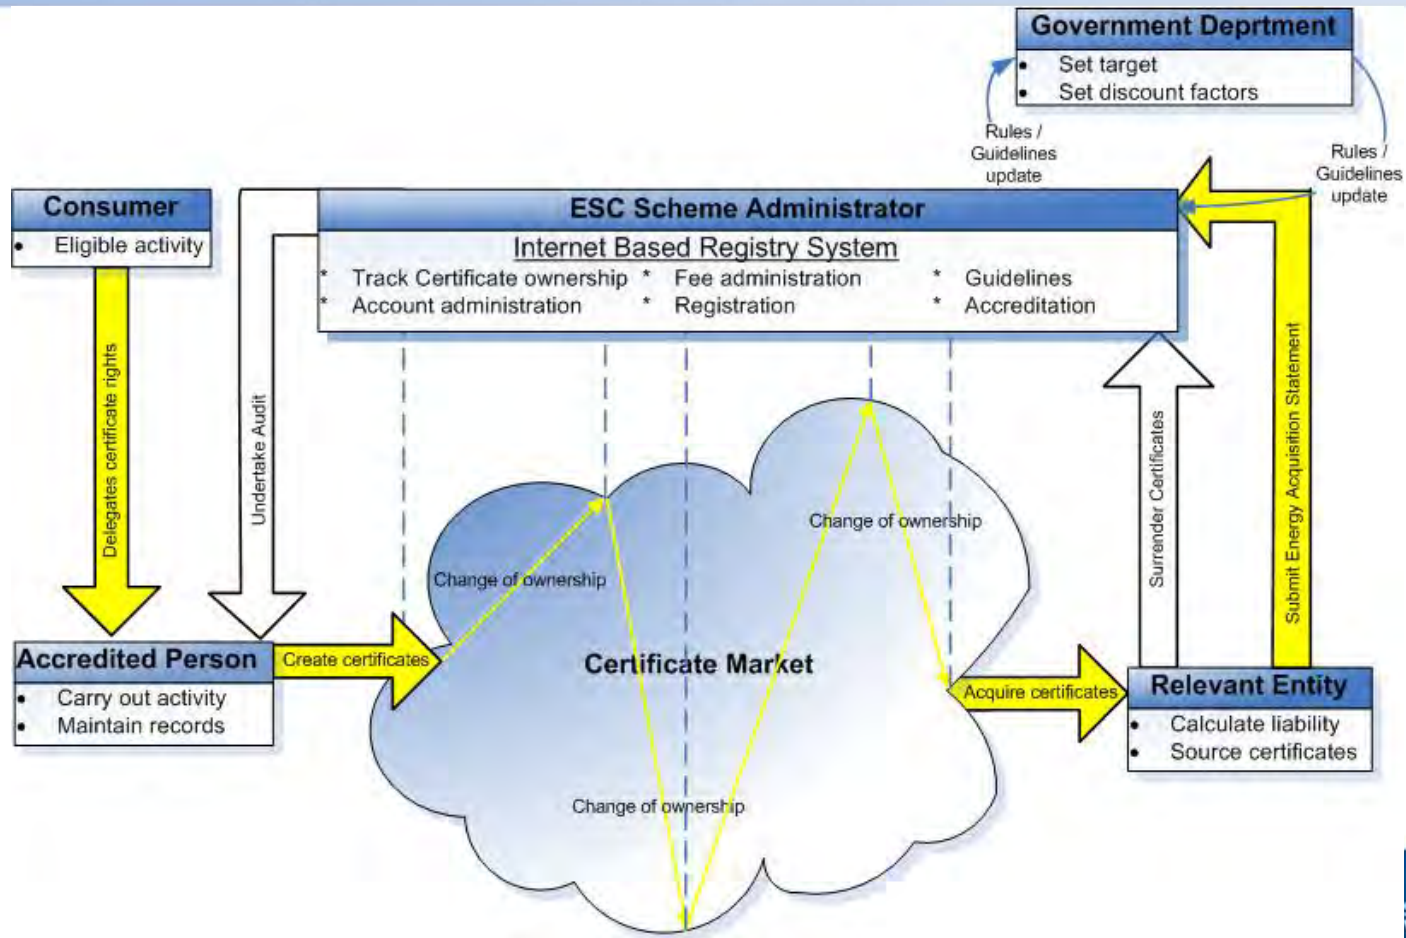 Government Deprtment
• Set target
• Set discount factors
Rules /
Guidelines
update
Rules /
Guidelines
update
Consumer
• Eligible activity
ESC Scheme Administrator
Internet Based Registry System
* Track Certificate ownership * Fee administration * Guidelines
* Account administration * Registration * Accreditation
Delegates certificate rights
Undertake Audit
Surrender Certificates
Submit Energy Acquisition Statement
Change of ownership
Change of ownership
Accredited Person
• Carry out activity
• Maintain records
Create certificates
Certificate Market
Acquire certificates
Relevant Entity
• Calculate liability
• Source certificates
Change of ownership